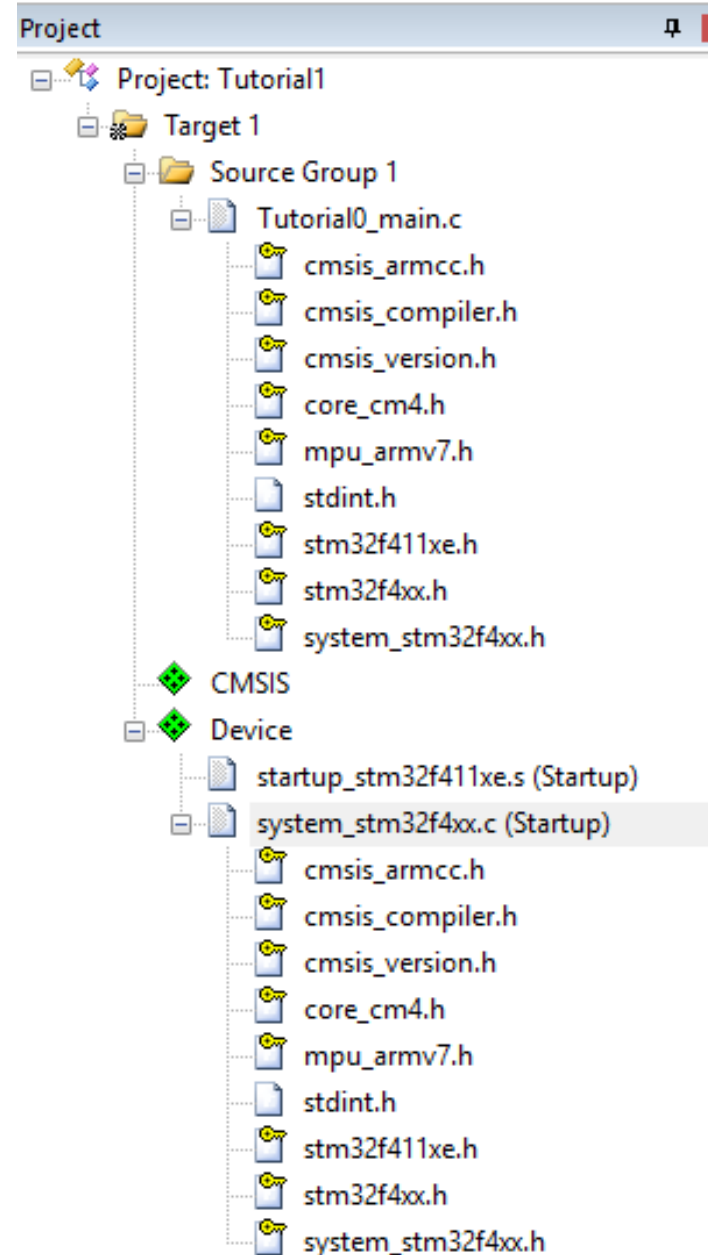 Project
Project: Tutorial1
Target 1
Source Group 1
Tutorial0_main.c
cmsis_armcc.h
cmsis_compiler.h
cmsis_version.h
core_cm4.h
mpu_armv7.h
stdint.h
stm32f411xe.h
stm32f4xx.h
system_stm32f4xx.h
CMSIS
Device
startup_stm32f411xe.s (Startup)
system_stm32f4xx.c (Startup)
cmsis_armcc.h
cmsis_compiler.h
cmsis_version.h
core_cm4.h
mpu_armv7.h
stdint.h
stm32f411xe.h
stm32f4xx.h
system_stm32f4xx.h